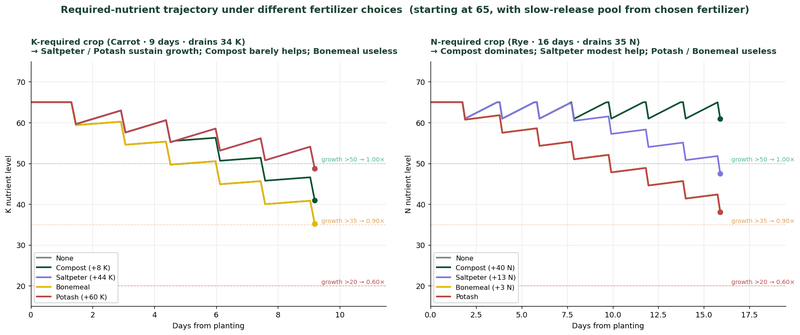 Required-nutrient trajectory under different fertilizer choices (starting at 65, with slow-release pool from chosen fertilizer)
K-required crop (Carrot · 9 days · drains 34 K)
→ Saltpeter / Potash sustain growth; Compost barely helps; Bonemeal useless
K nutrient level
70
60
50
40
30
20
growth >50 → 1.00×
growth >35 → 0.90×
growth >20 → 0.60×
None
Compost (+8 K)
Saltpeter (+44 K)
Bonemeal
Potash (+60 K)
0 2 4 6 8 10
Days from planting
N-required crop (Rye · 16 days · drains 35 N)
→ Compost dominates; Saltpeter modest help; Potash / Bonemeal useless
N nutrient level
70
60
50
40
30
20
growth >50 → 1.00×
growth >35 → 0.90×
growth >20 → 0.60×
None
Compost (+40 N)
Saltpeter (+13 N)
Bonemeal (+3 N)
Potash
0.0 2.5 5.0 7.5 10.0 12.5 15.0 17.5
Days from planting